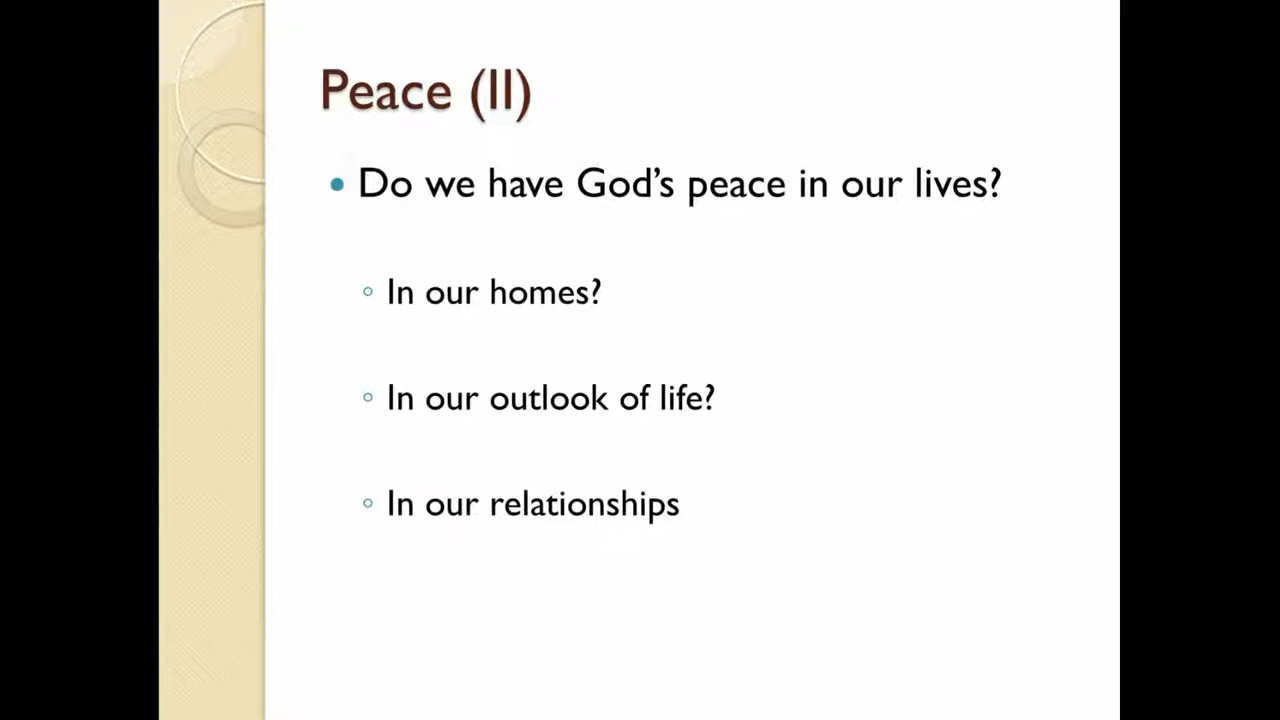 Peace (II)
• Do we have God’s peace in our lives?
◦ In our homes?
◦ In our outlook of life?
◦ In our relationships